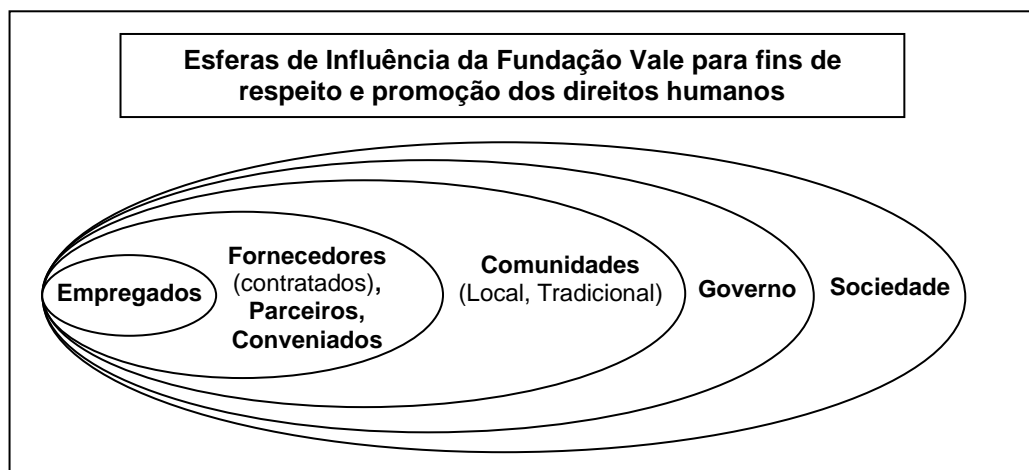 Esferas de Influência da Fundação Vale para fins de
respeito e promoção dos direitos humanos
Empregados
Fornecedores
(contratados),
Parceiros,
Conveniados
Comunidades
(Local, Tradicional)
Governo
Sociedade